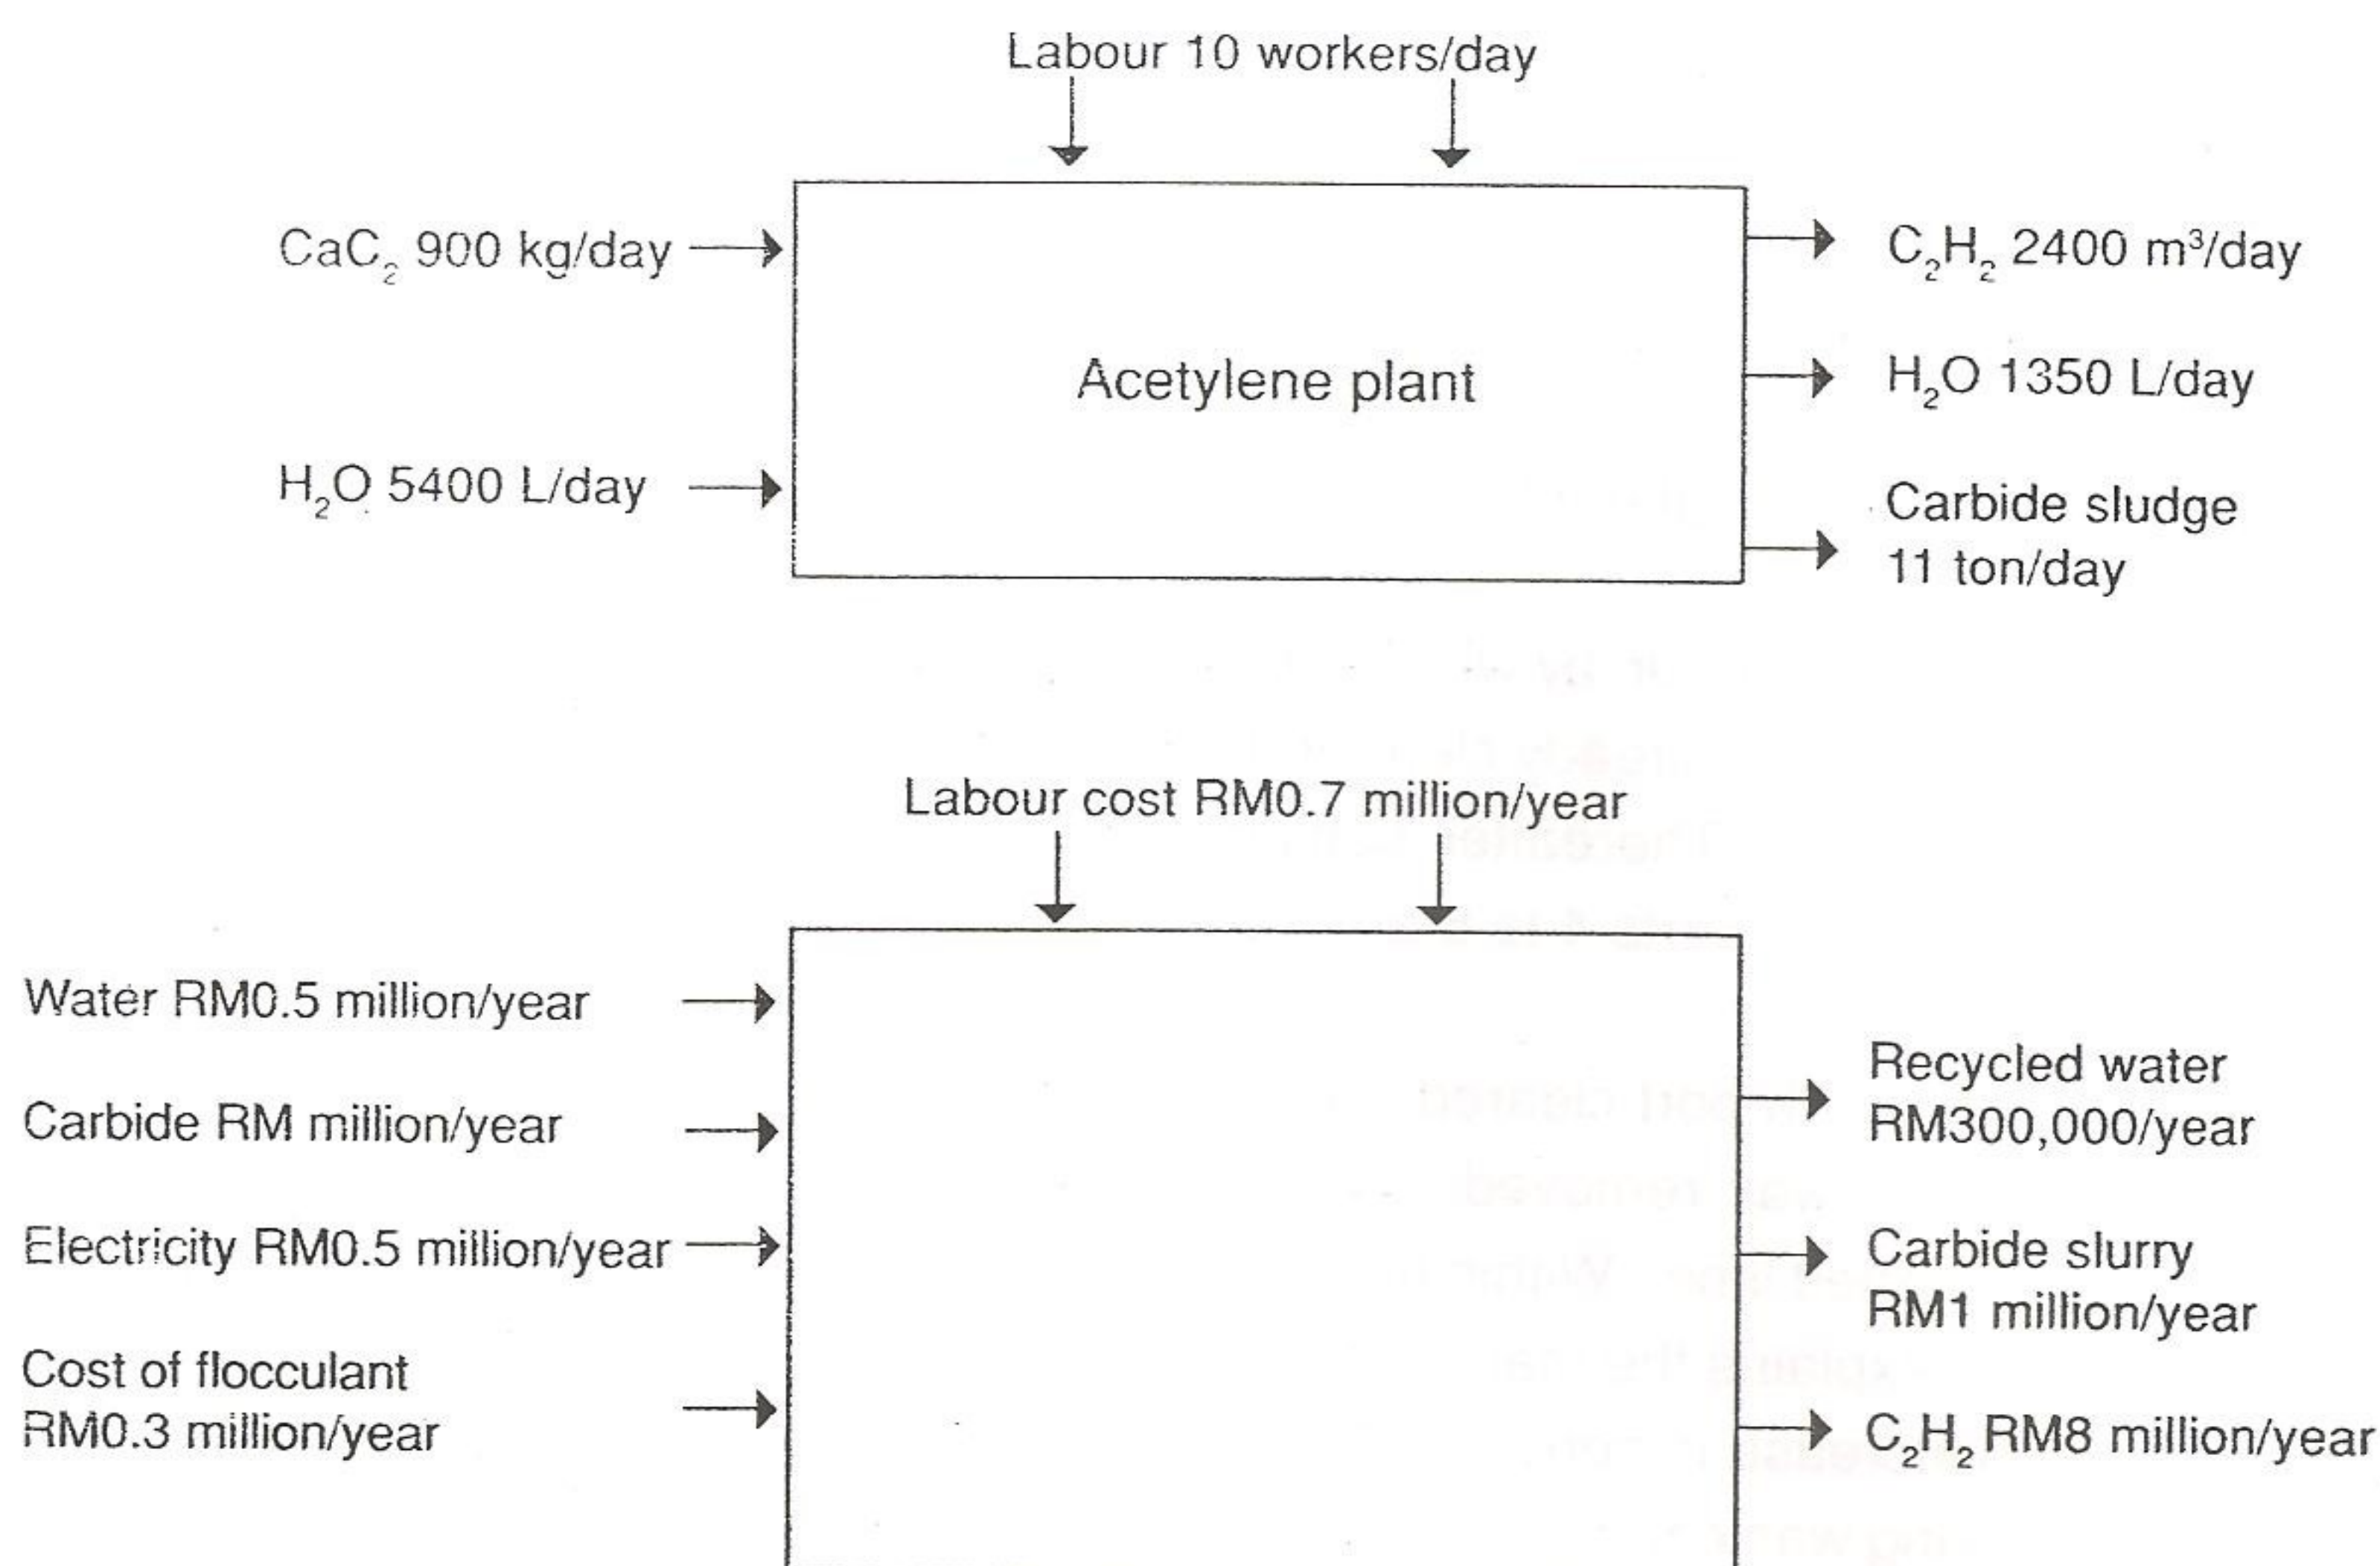 Labour 10 workers/day
CaC₂ 900 kg/day
C₂H₂ 2400 m³/day
Acetylene plant
H₂O 1350 L/day
H₂O 5400 L/day
Carbide sludge
11 ton/day
Labour cost RM0.7 million/year
Water RM0.5 million/year
Carbide RM million/year
Electricity RM0.5 million/year
Cost of flocculant
RM0.3 million/year
Recycled water
RM300,000/year
Carbide slurry
RM1 million/year
C₂H₂ RM8 million/year